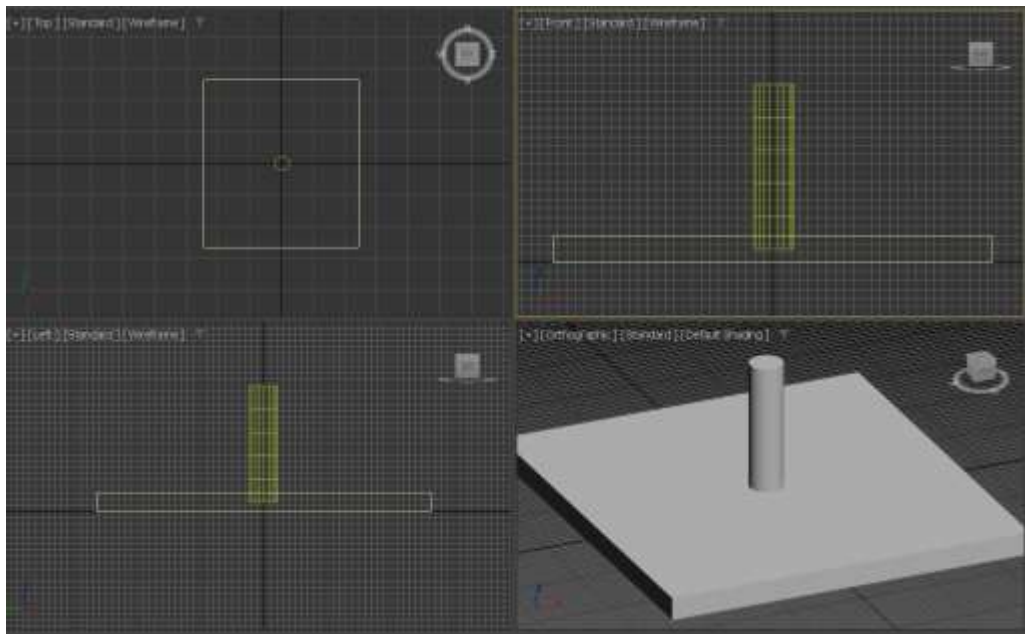 [+] [Top] [Standard] [Wireframe]
[+] [Front] [Standard] [Wireframe]
[+] [Left] [Standard] [Wireframe]
[+] [Orthographic] [Standard] [Default Shading]